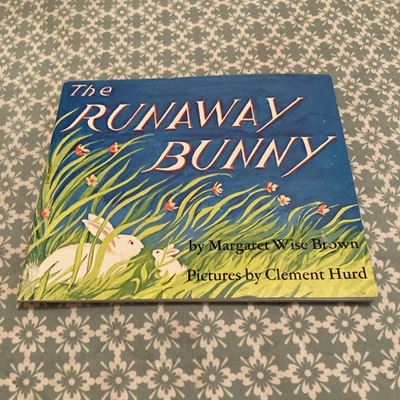 The
RUNAWAY
BUNNY
by Margaret Wise Brown
Pictures by Clement Hurd